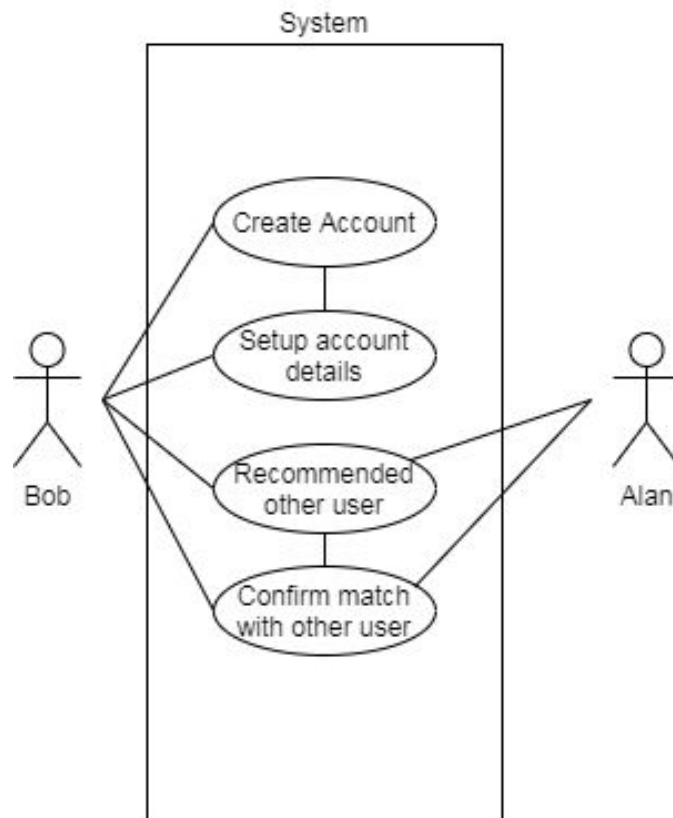 System
Create Account
Setup account
details
Recommended
other user
Confirm match
with other user
Bob
Alan